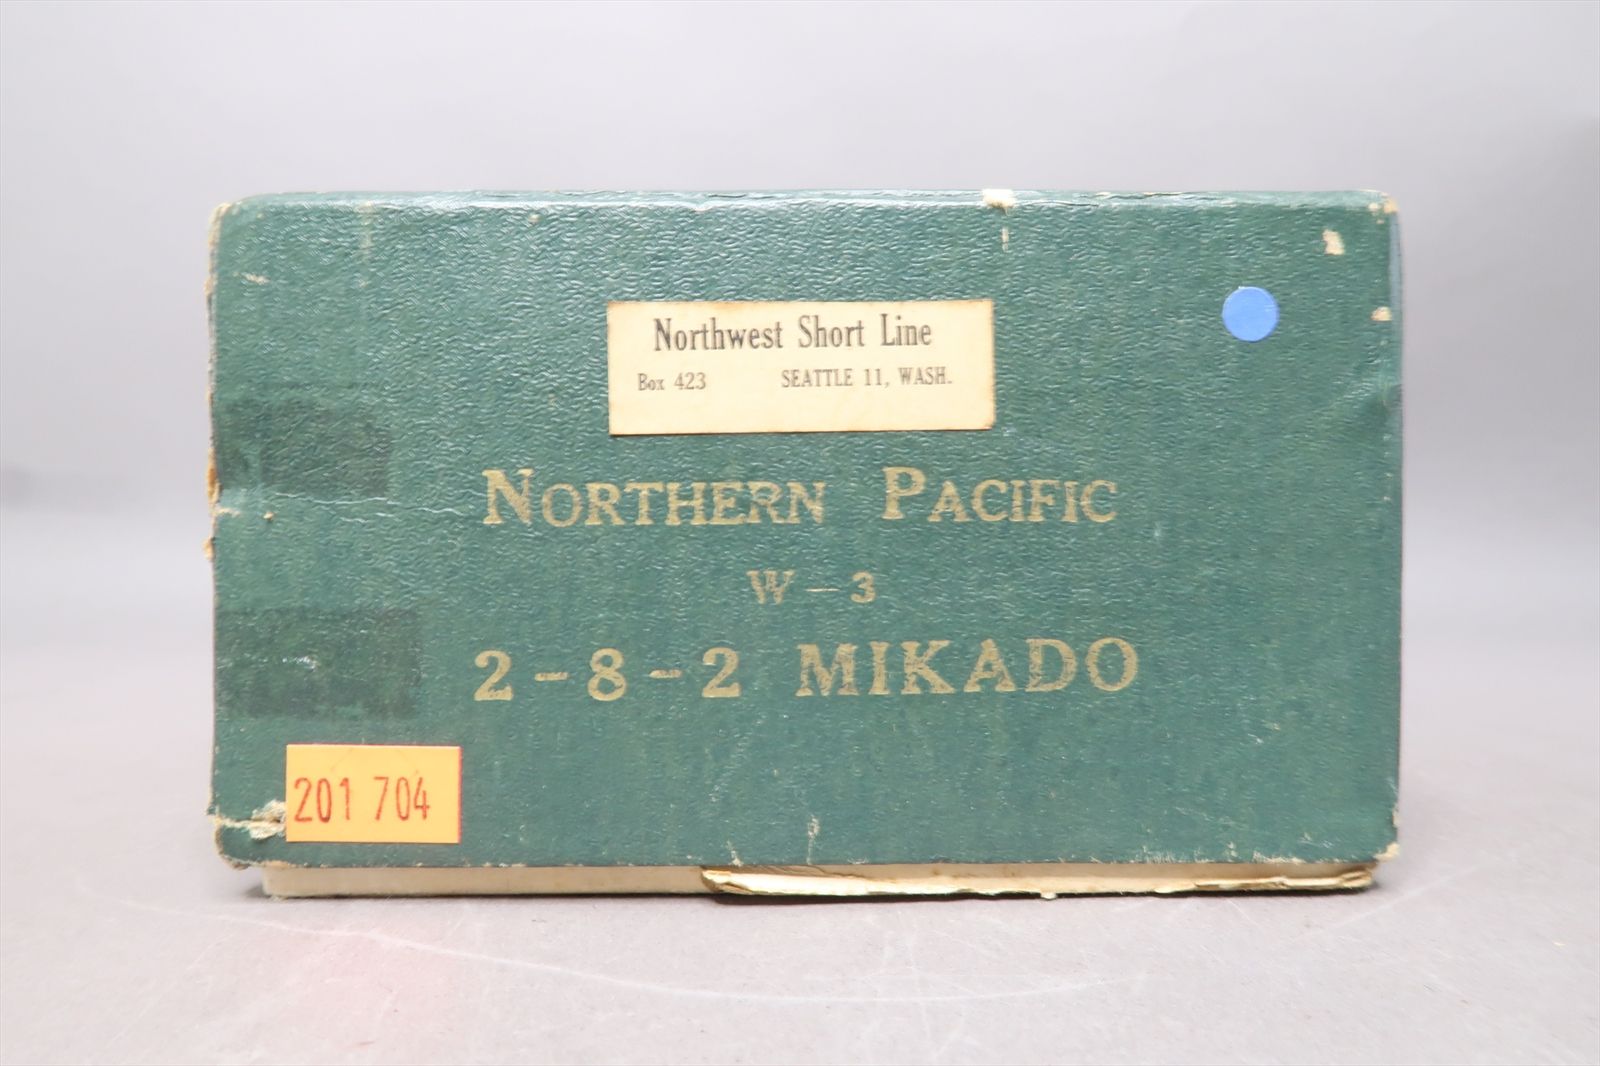 Northwest Short Line
Box 423 SEATTLE 11, WASH.
NORTHERN PACIFIC
W-3
2-8-2 MIKADO
201 704